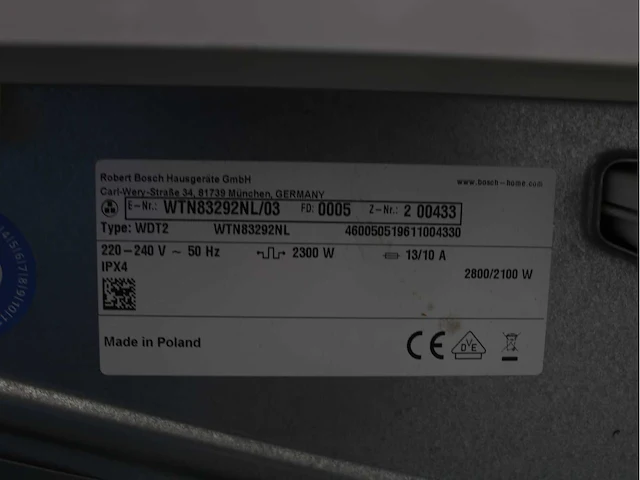 Robert Bosch Hausgeräte GmbH
www.bosch-home.com
Carl-Wery-Straße 34, 81739 München, GERMANY
E-Nr.: WTN83292NL/03 FD: 0005 Z-Nr.: 2 00433
Type: WDT2 WTN83292NL 460050519611004330
220-240 V ~ 50 Hz 2300 W 13/10 A
IPX4
2800/2100 W
Made in Poland
CE
VDE